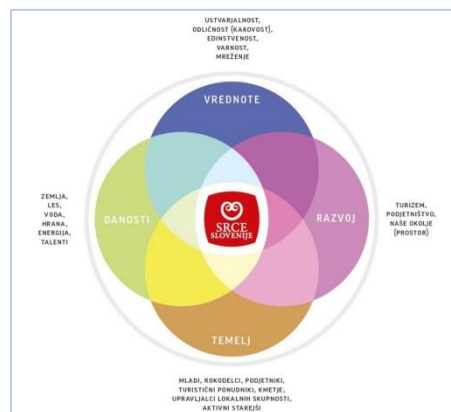 USTVARJALNOST,
ODLIČNOST (KAKOVOST),
EDINSTVENOST,
VARNOST,
MREŽENJE
VREDNOTE
ZEMLJA,
LES,
VODA,
HRANA,
ENERGIJA,
TALENTI
DANOSTI
SRCE
SLOVENIJE
RAZVOJ
TURIZEM,
PODJETNIŠTVO,
NAŠE OKOLJE
(PROSTOR)
TEMELJ
MLADI, ROKODELCI, PODJETNIKI,
TURISTIČNI PONUDNIKI, KMETJE,
UPRAVLJALCI LOKALNIH SKUPNOSTI,
AKTIVNI STAREJŠI